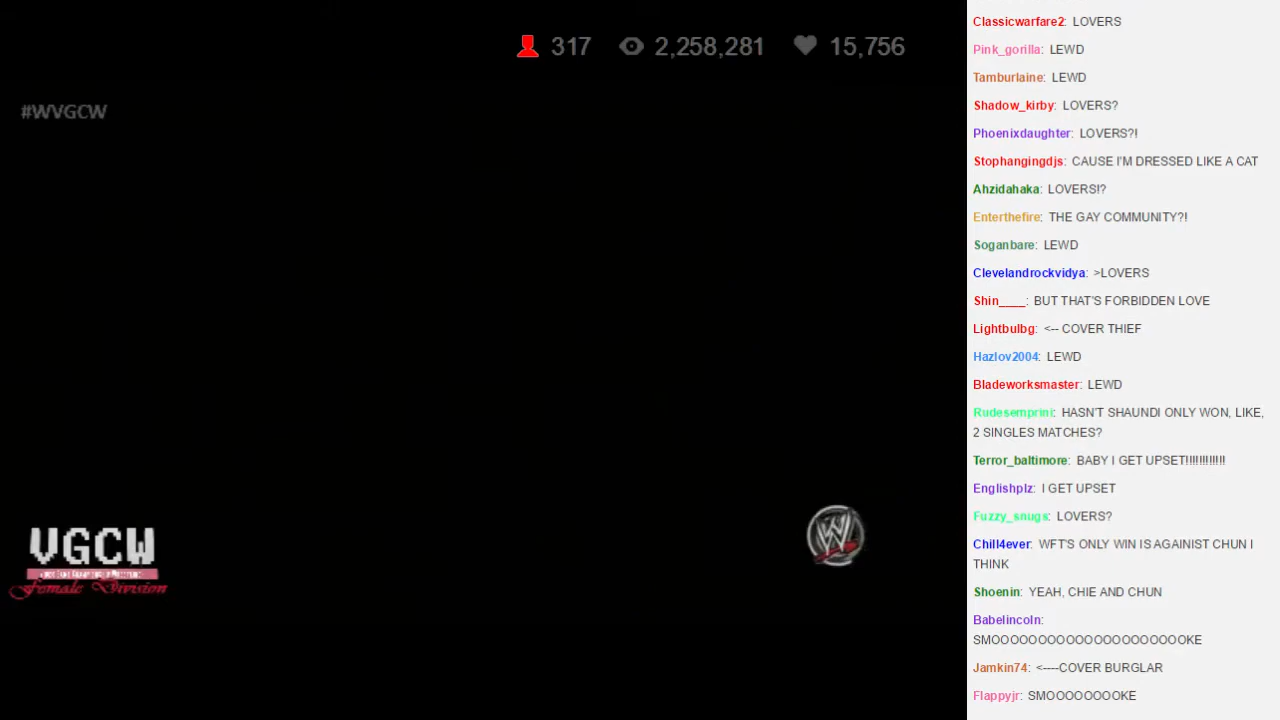 317 2,258,281 15,756
#WVGCW
VGCW
Female Division
W
Classicwarfare2: LOVERS
Pink_gorilla: LEWD
Tamburlaine: LEWD
Shadow_kirby: LOVERS?
Phoenixdaughter: LOVERS?!
Stophangingdjs: CAUSE I'M DRESSED LIKE A CAT
Ahzidahaka: LOVERS!?
Enterthefire: THE GAY COMMUNITY?!
Soganbare: LEWD
Clevelandrockvidya: >LOVERS
Shin____: BUT THAT'S FORBIDDEN LOVE
Lightbulbg: <-- COVER THIEF
Hazlov2004: LEWD
Bladeworksmaster: LEWD
Rudesemprini: HASN'T SHAUNDI ONLY WON, LIKE,
2 SINGLES MATCHES?
Terror_baltimore: BABY I GET UPSET!!!!!!!!!!!
Englishplz: I GET UPSET
Fuzzy_snugs: LOVERS?
Chill4ever: WFT'S ONLY WIN IS AGAINIST CHUN I
THINK
Shoenin: YEAH, CHIE AND CHUN
Babelincoln:
SMOOOOOOOOOOOOOOOOOOOOKE
Jamkin74: <----COVER BURGLAR
Flappyjr: SMOOOOOOOOKE